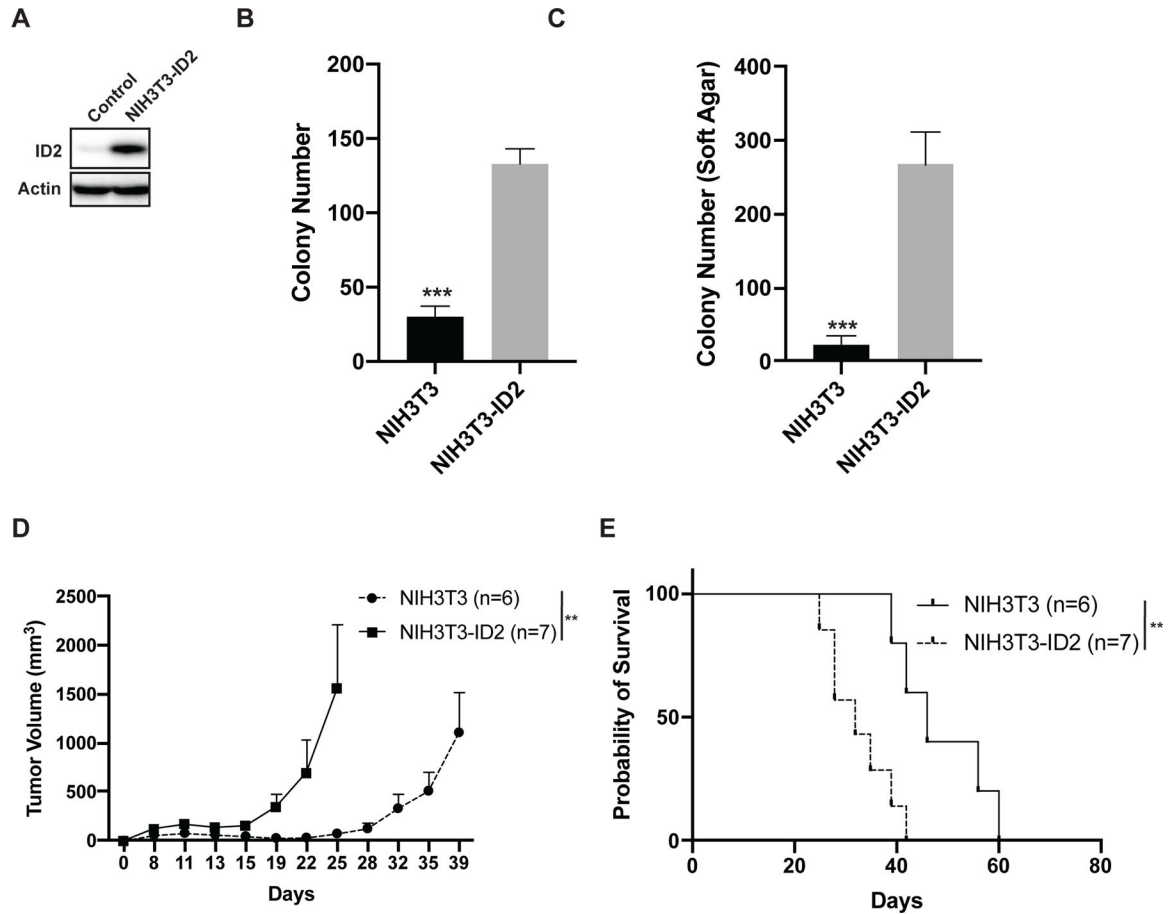 A
Control
NIH3T3-ID2
ID2
Actin
B
Colony Number
200
150
100
50
0
***
NIH3T3
NIH3T3-ID2
C
Colony Number (Soft Agar)
400
300
200
100
0
***
NIH3T3
NIH3T3-ID2
D
Tumor Volume (mm³)
2500
2000
1500
1000
500
0
NIH3T3 (n=6)
NIH3T3-ID2 (n=7)
**
0 8 11 13 15 19 22 25 28 32 35 39
Days
E
Probability of Survival
100
50
0
NIH3T3 (n=6)
NIH3T3-ID2 (n=7)
**
0 20 40 60 80
Days